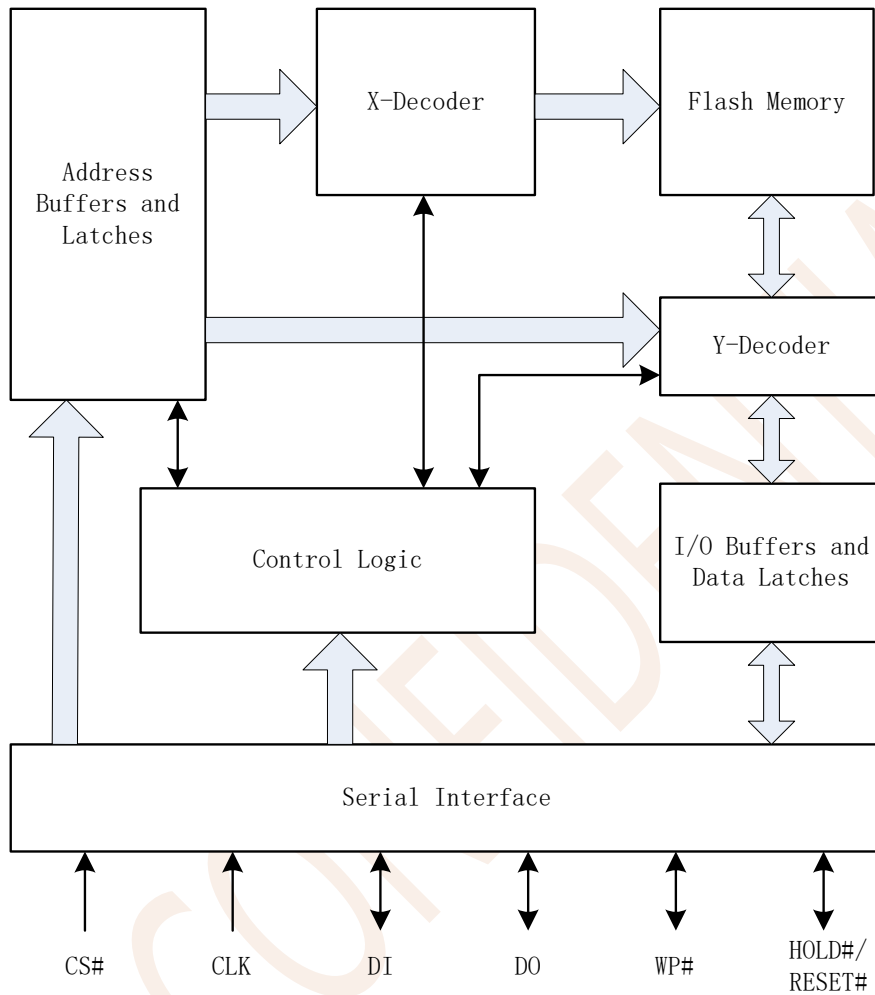 X-Decoder
Flash Memory
Address
Buffers and
Latches
Y-Decoder
Control Logic
I/O Buffers and
Data Latches
Serial Interface
CS#
CLK
DI
DO
WP#
HOLD#/
RESET#